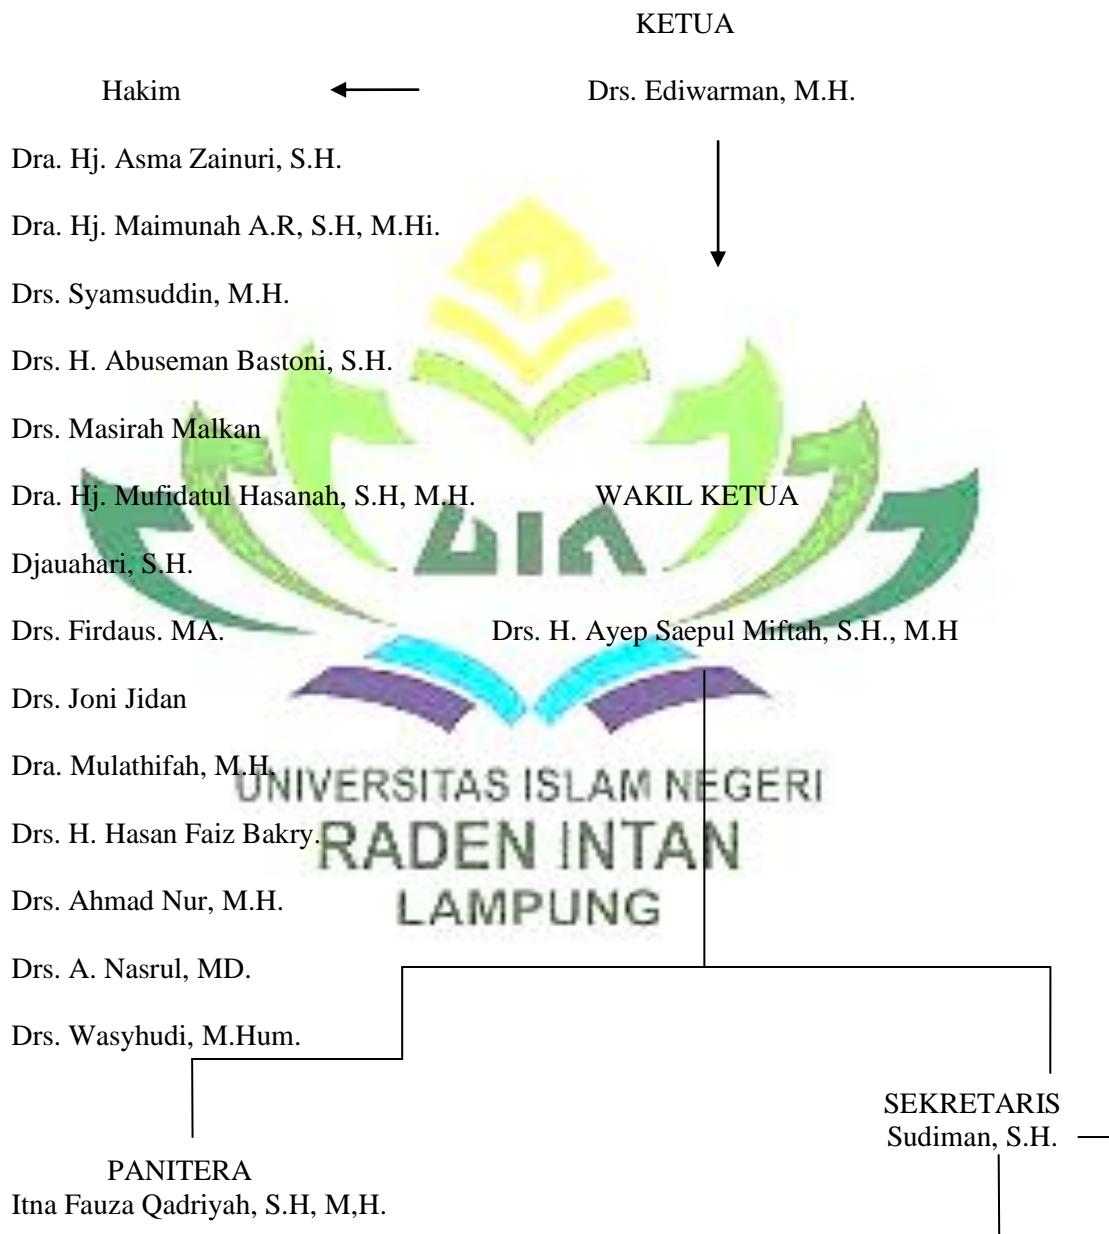 KETUA
Hakim
Drs. Ediwarman, M.H.
Dra. Hj. Asma Zainuri, S.H.
Dra. Hj. Maimunah A.R, S.H, M.Hi.
Drs. Syamsuddin, M.H.
Drs. H. Abuseman Bastoni, S.H.
Drs. Masirah Malkan
Dra. Hj. Mufidatul Hasanah, S.H, M.H.
WAKIL KETUA
Djauahari, S.H.
Drs. Firdaus. MA.
Drs. H. Ayep Saepul Miftah, S.H., M.H
Drs. Joni Jidan
Dra. Mulathifah, M.H.
Drs. H. Hasan Faiz Bakry.
Drs. Ahmad Nur, M.H.
Drs. A. Nasrul, MD.
Drs. Wasyhudi, M.Hum.
UIN
UNIVERSITAS ISLAM NEGERI
RADEN INTAN
LAMPUNG
SEKRETARIS
Sudiman, S.H.
PANITERA
Itna Fauza Qadriyah, S.H, M,H.